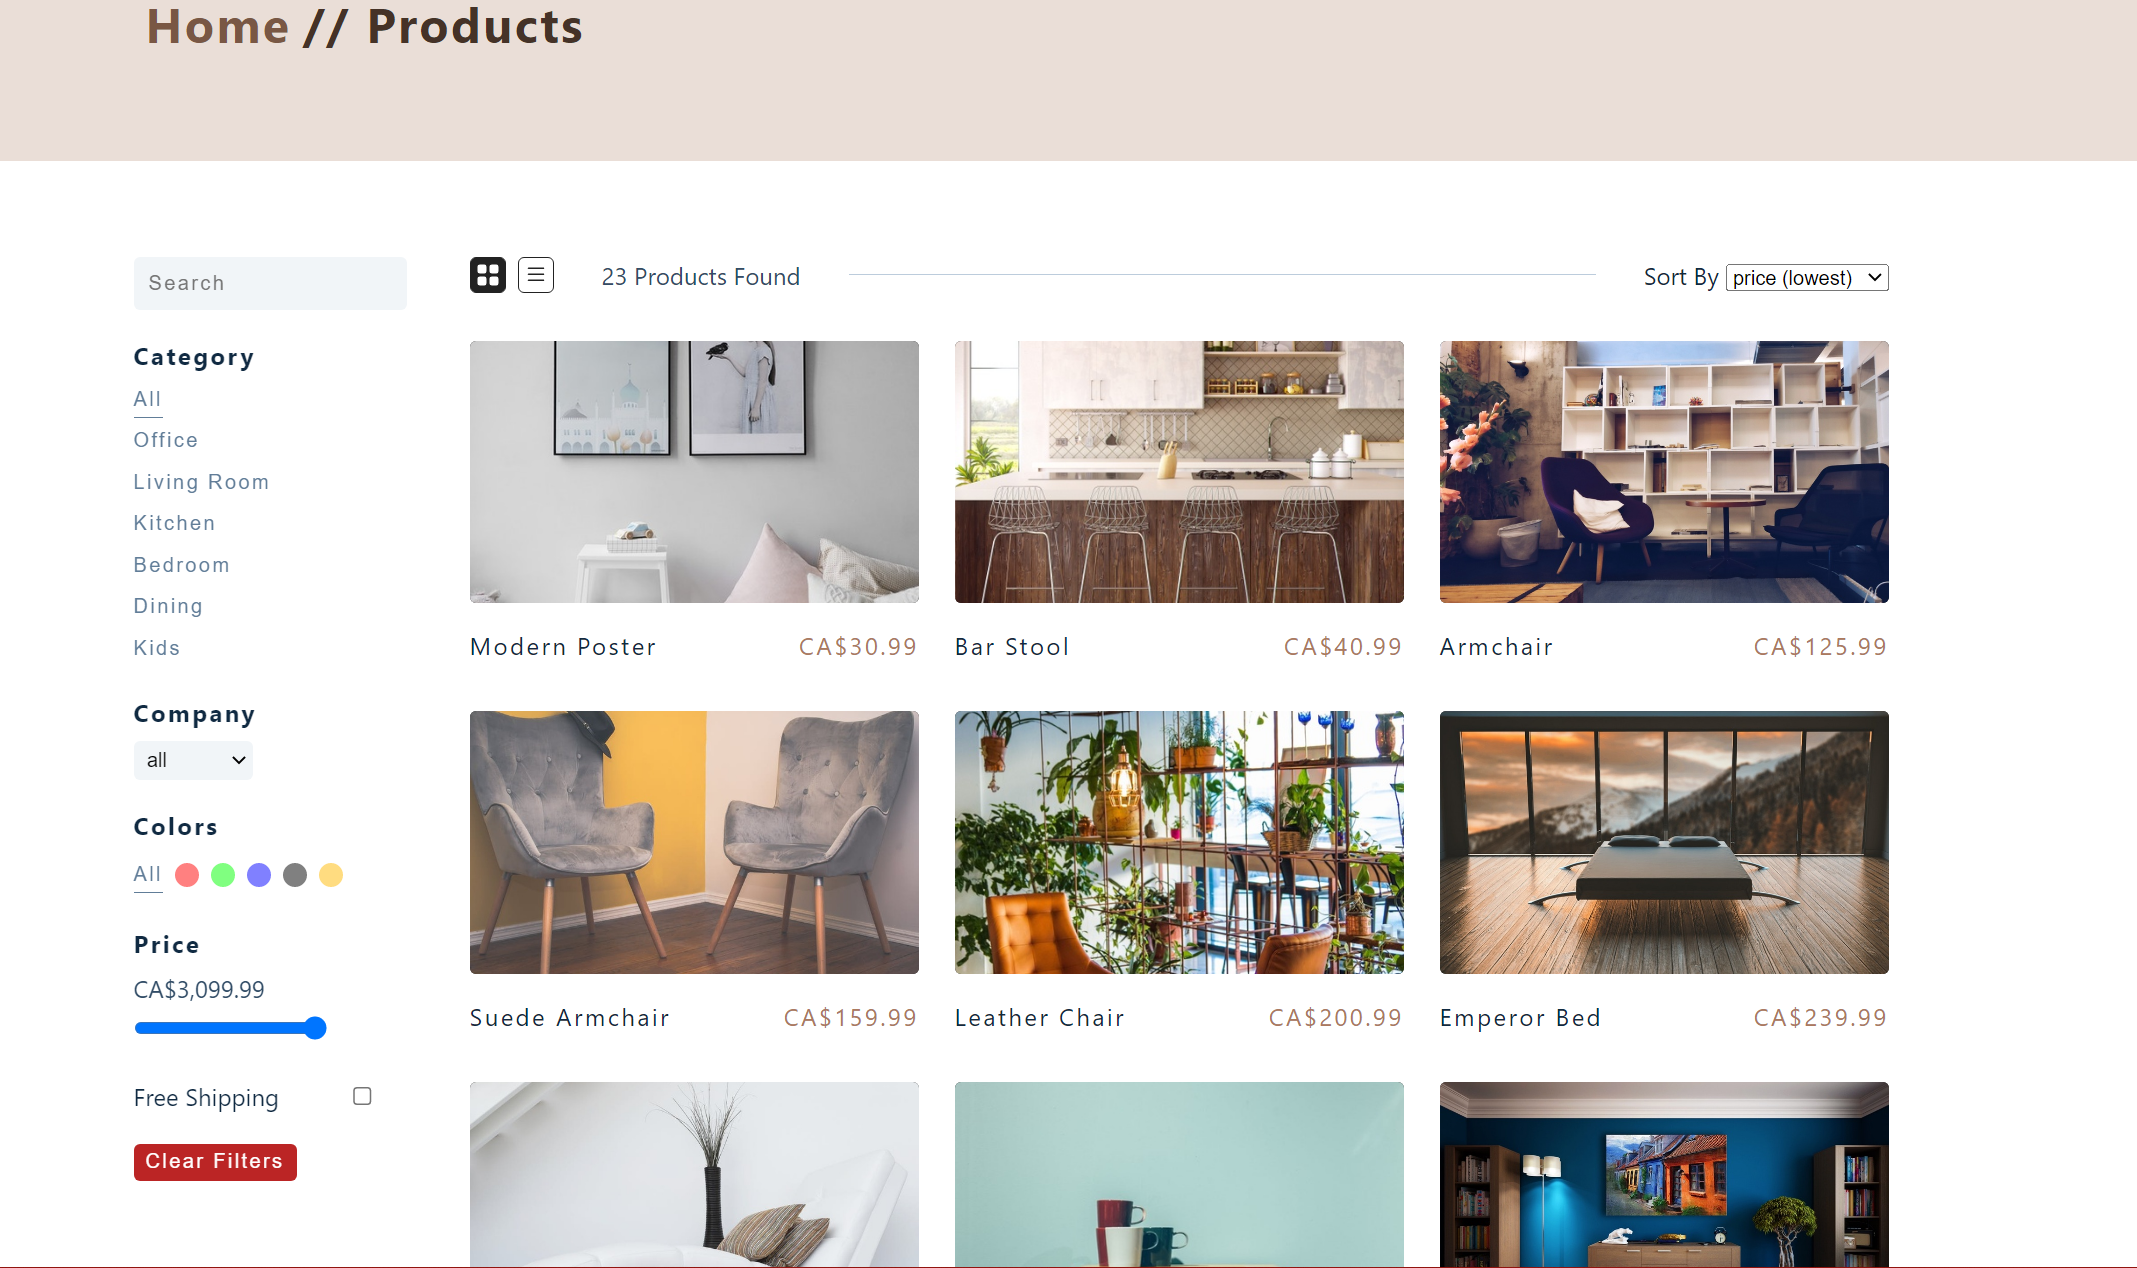 Home // Products
Search
Category
All
Office
Living Room
Kitchen
Bedroom
Dining
Kids
Company
all
Colors
All
Price
CA$3,099.99
Free Shipping
Clear Filters
23 Products Found
Sort By price (lowest)
Modern Poster CA$30.99
Bar Stool CA$40.99
Armchair CA$125.99
Suede Armchair CA$159.99
Leather Chair CA$200.99
Emperor Bed CA$239.99